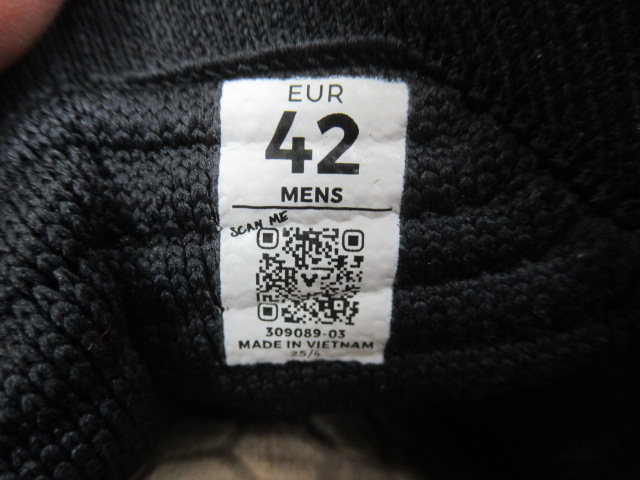 EUR
42
MENS
SCAN ME
309089-03
MADE IN VIETNAM
25/4